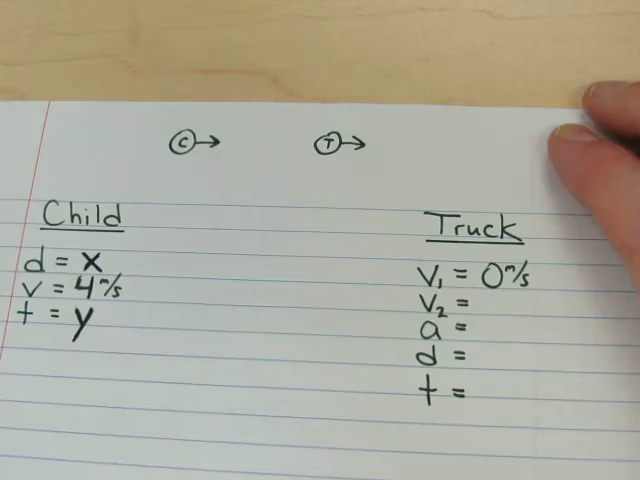 C→ T→
Child
d = x
v = 4 m/s
t = y
Truck
v₁ = 0 m/s
v₂ =
a =
d =
t =